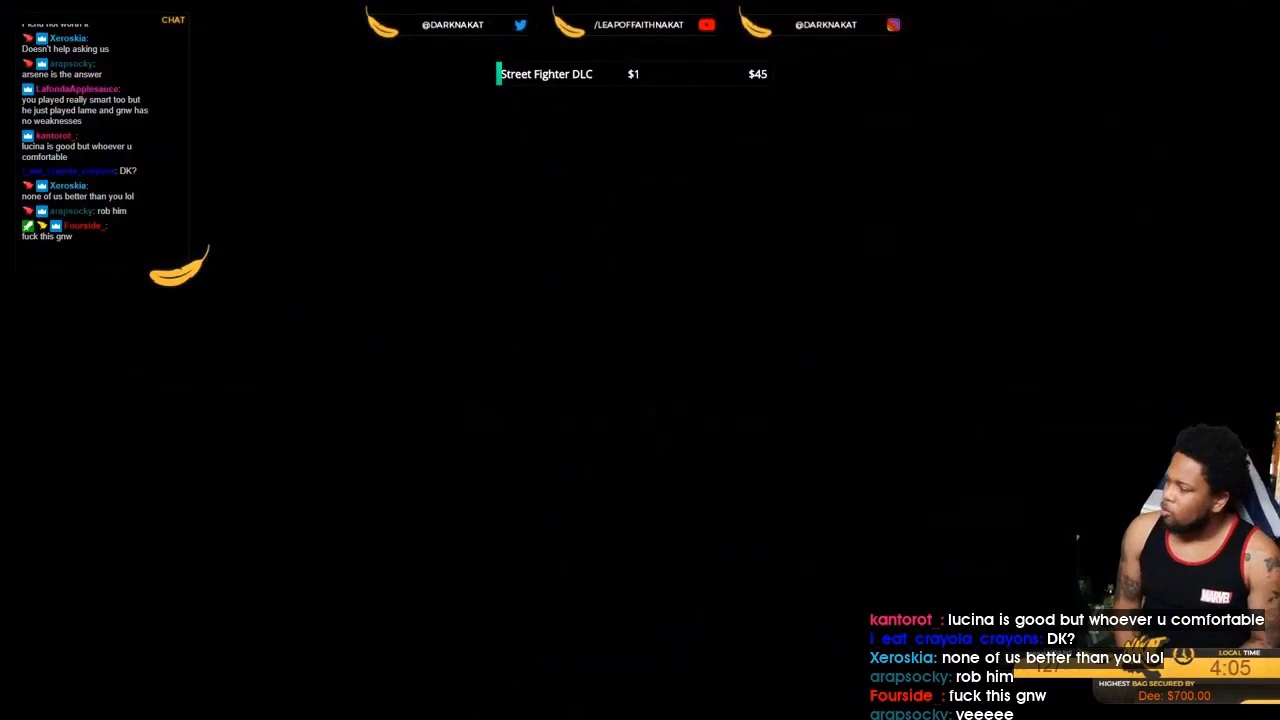 CHAT
Xeroskia:
Doesn't help asking us
arapsocky:
arsene is the answer
LafondaApplesauce:
you played really smart too but
he just played lame and gnw has
no weaknesses
kantorot_:
lucina is good but whoever u
comfortable
i_eat_crayola_crayons: DK?
Xeroskia:
none of us better than you lol
arapsocky: rob him
Fourside_:
fuck this gnw
@DARKNAKAT
/LEAPOFFAITHNAKAT
@DARKNAKAT
Street Fighter DLC $1 $45
MARVEL
kantorot_: lucina is good but whoever u comfortable
i_eat_crayola_crayons: DK?
Xeroskia: none of us better than you lol
arapsocky: rob him
Fourside_: fuck this gnw
arapsocky: yeeeee
LOCAL TIME
4:05
HIGHEST BAG SECURED BY
Dee: $700.00